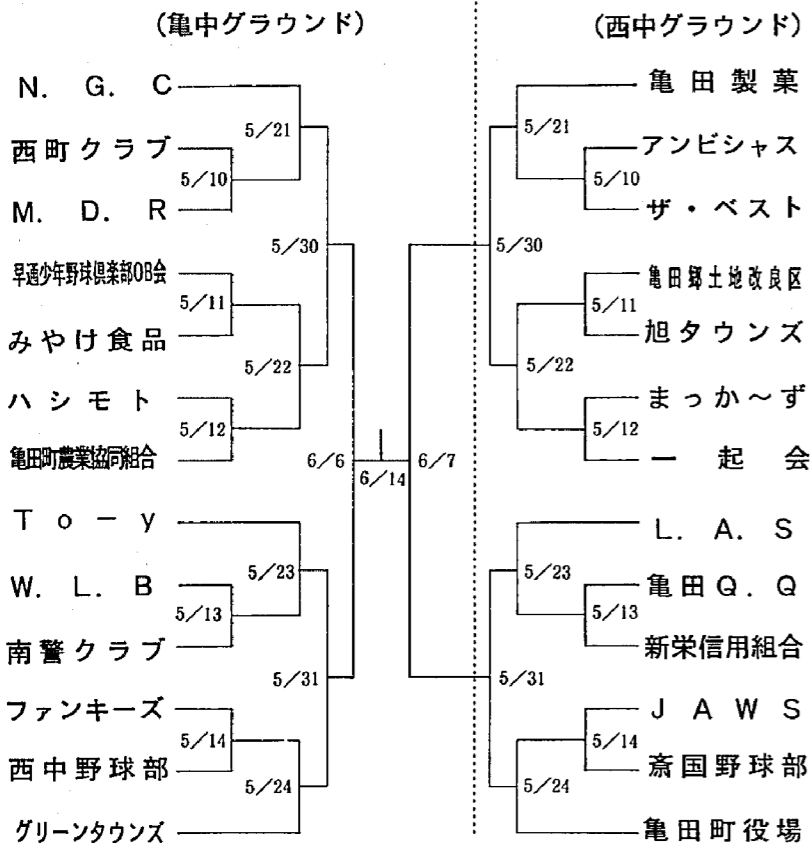 (亀中グラウンド)
N. G. C
西町クラブ
M. D. R
早通少年野球倶楽部OB会
みやけ食品
ハシモト
亀田町農業協同組合
To-y
W. L. B
南警クラブ
ファンキーズ
西中野球部
グリーンタウンズ
5/21
5/10
5/30
5/11
5/22
5/12
6/6
5/23
5/13
5/31
5/14
5/24
6/14
(西中グラウンド)
亀田製菓
アンビシャス
ザ・ベスト
亀田郷土地改良区
旭タウンズ
まっか～ず
一起会
L. A. S
亀田Q. Q
新栄信用組合
JAWS
斎国野球部
亀田町役場
5/21
5/10
5/30
5/11
5/22
5/12
6/7
5/23
5/13
5/31
5/14
5/24